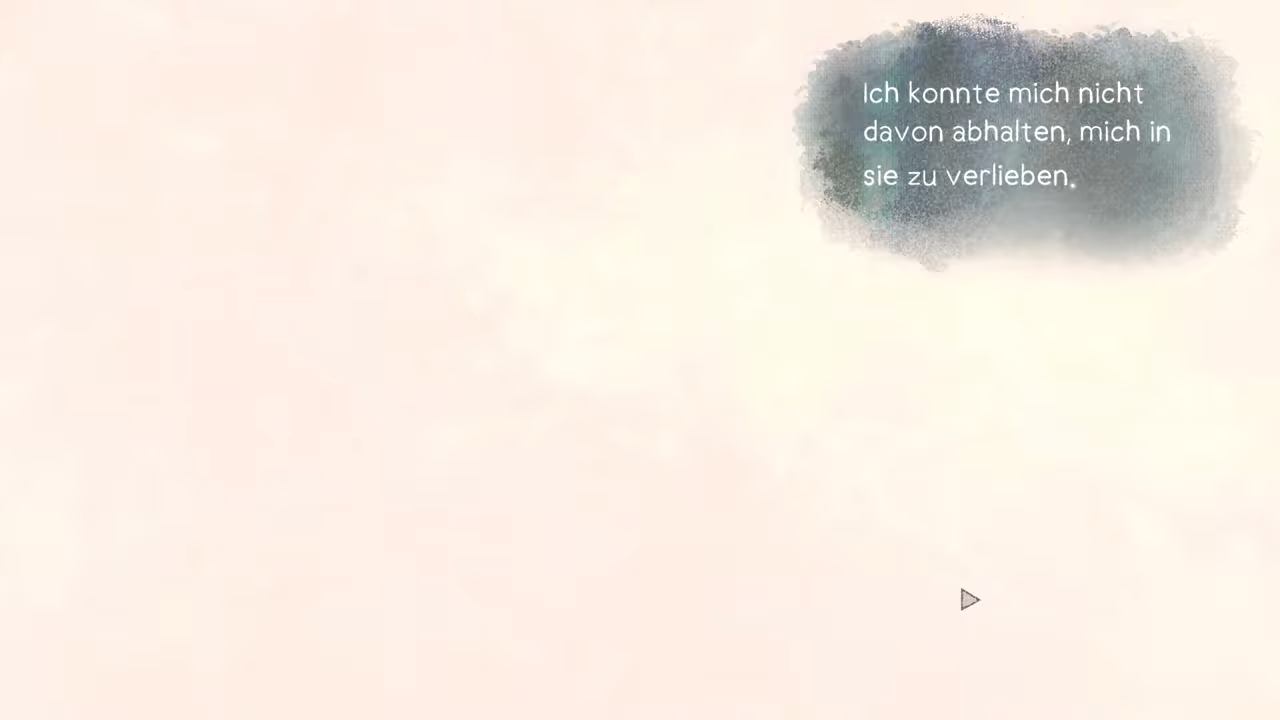 Ich konnte mich nicht
davon abhalten, mich in
sie zu verlieben.